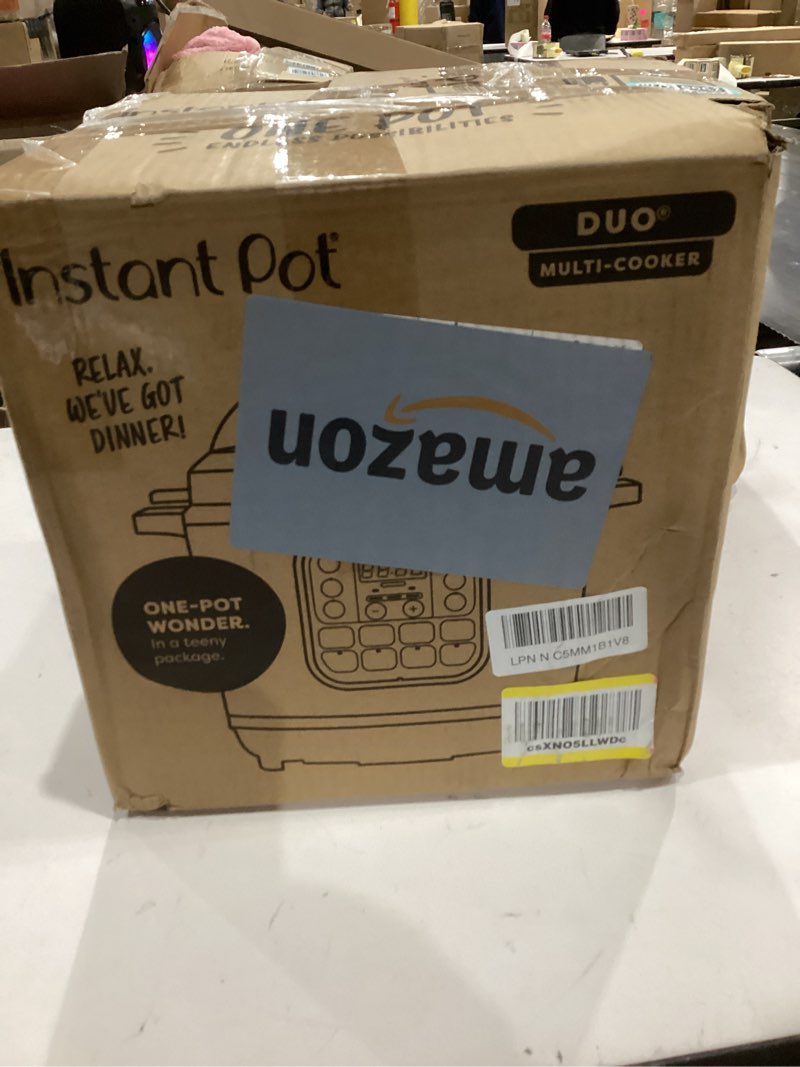 ONE POT
ENDLESS POSSIBILITIES
DUO®
MULTI-COOKER
Instant Pot®
RELAX.
WE'VE GOT
DINNER!
amazon
ONE-POT
WONDER.
In a teeny
package.
LPN N C5MM1B1V8
csXNO5LLWDc